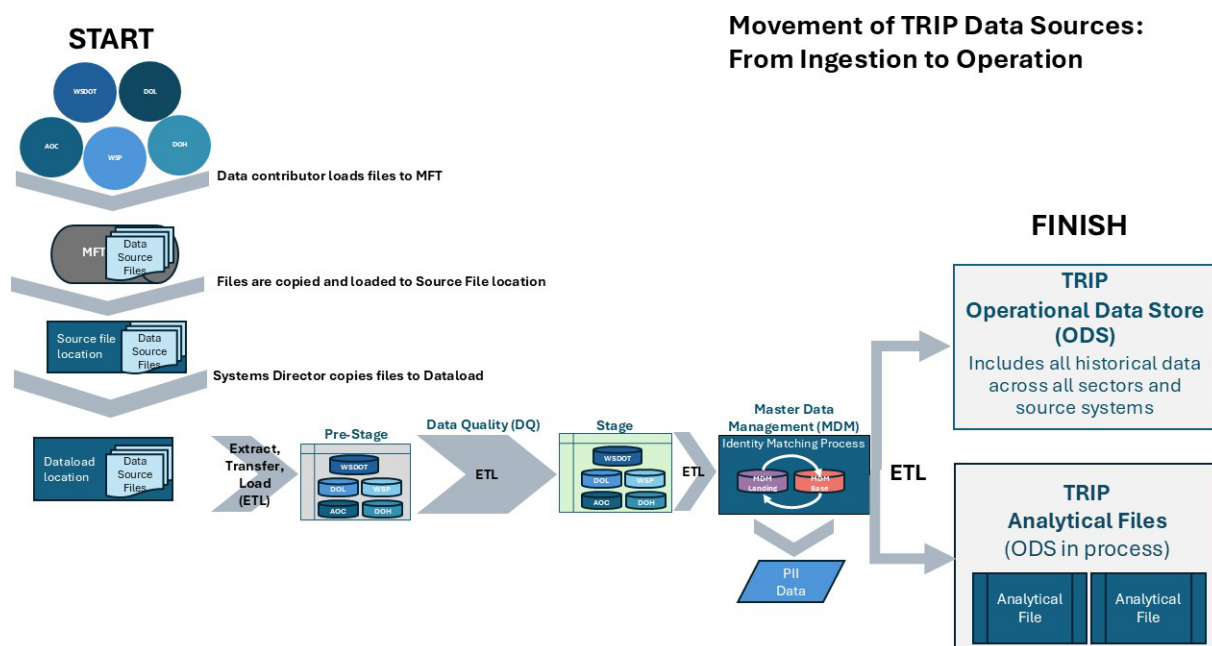 Movement of TRIP Data Sources:
From Ingestion to Operation
START
WSDOT
DOL
AOC
WSP
DOH
Data contributor loads files to MFT
MFT
Data
Source
Files
Files are copied and loaded to Source File location
Source file
location
Data
Source
Files
Systems Director copies files to Dataload
Dataload
location
Data
Source
Files
Extract,
Transfer,
Load
(ETL)
Pre-Stage
WSDOT
DOL
WSP
AOC
DOH
Data Quality (DQ)
ETL
Stage
WSDOT
DOL
WSP
AOC
DOH
ETL
Master Data
Management (MDM)
Identity Matching Process
MDM
Landing
MDM
Base
PII
Data
ETL
FINISH
TRIP
Operational Data Store
(ODS)
Includes all historical data
across all sectors and
source systems
TRIP
Analytical Files
(ODS in process)
Analytical
File
Analytical
File